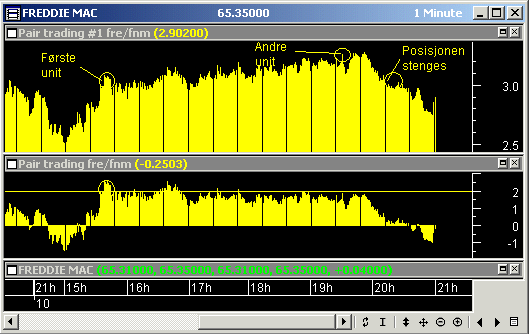 FREDDIE MAC 65.35000 1 Minute
Pair trading #1 fre/fnm (2.90200)
Første
unit
Andre
unit
Posisjonen
stenges
3.0
2.5
Pair trading fre/fnm (-0.2503)
2
1
0
-1
FREDDIE MAC (65.31000, 65.35000, 65.31000, 65.35000, +0.04000)
21h 15h 16h 17h 18h 19h 20h 21h
10